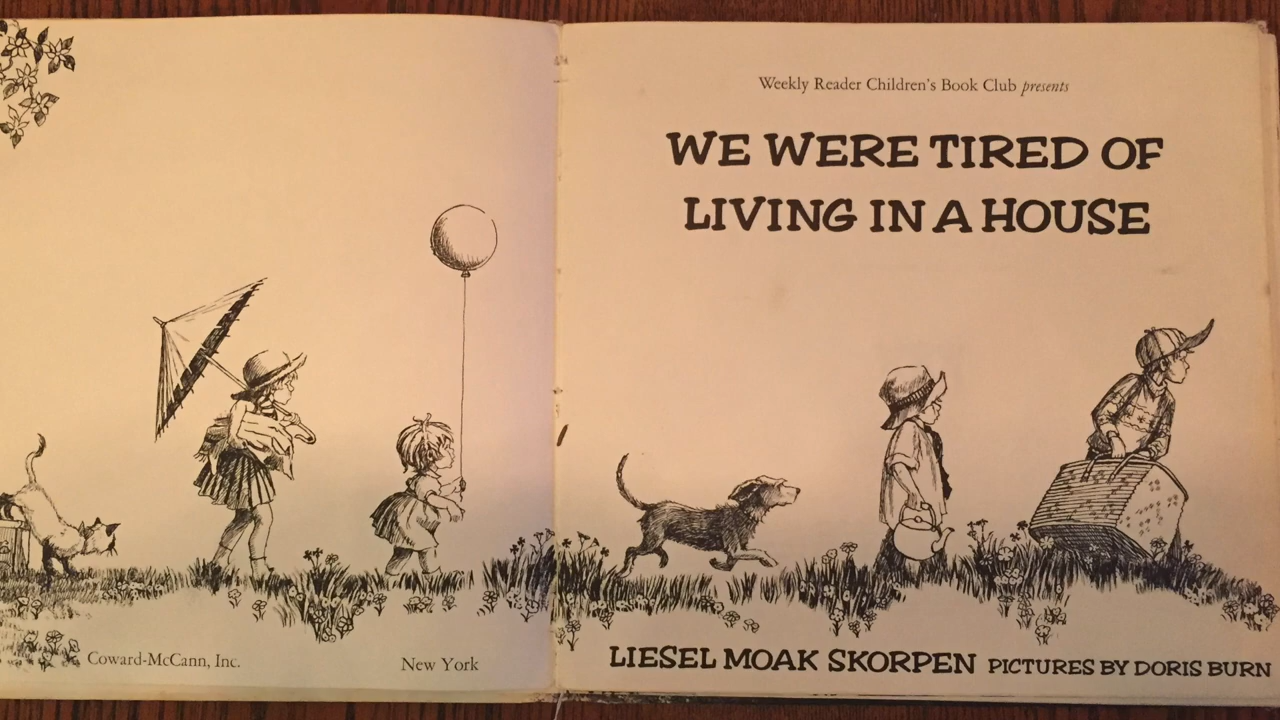 Coward-McCann, Inc.
New York
Weekly Reader Children's Book Club presents
WE WERE TIRED OF
LIVING IN A HOUSE
LIESEL MOAK SKORPEN PICTURES BY DORIS BURN